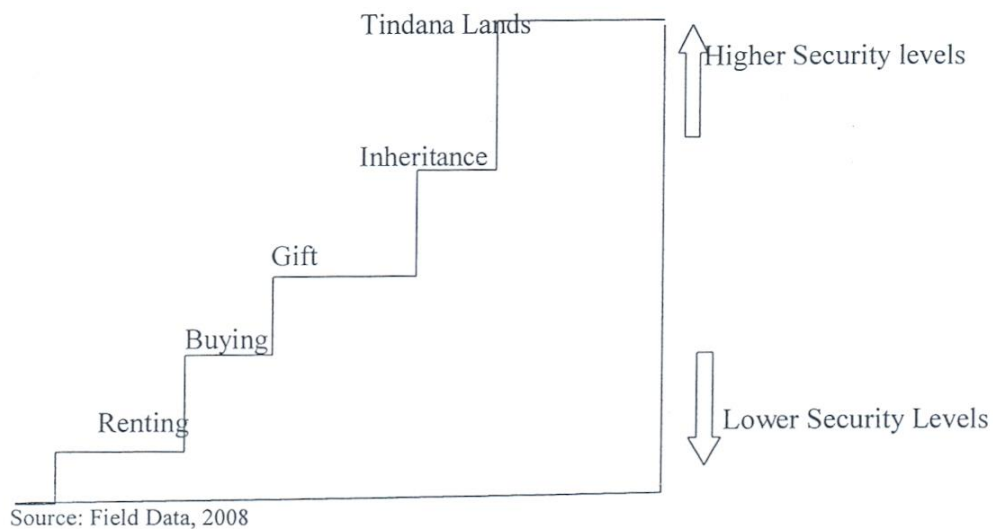 Tindana Lands
Higher Security levels
Inheritance
Gift
Buying
Renting
Lower Security Levels
Source: Field Data, 2008